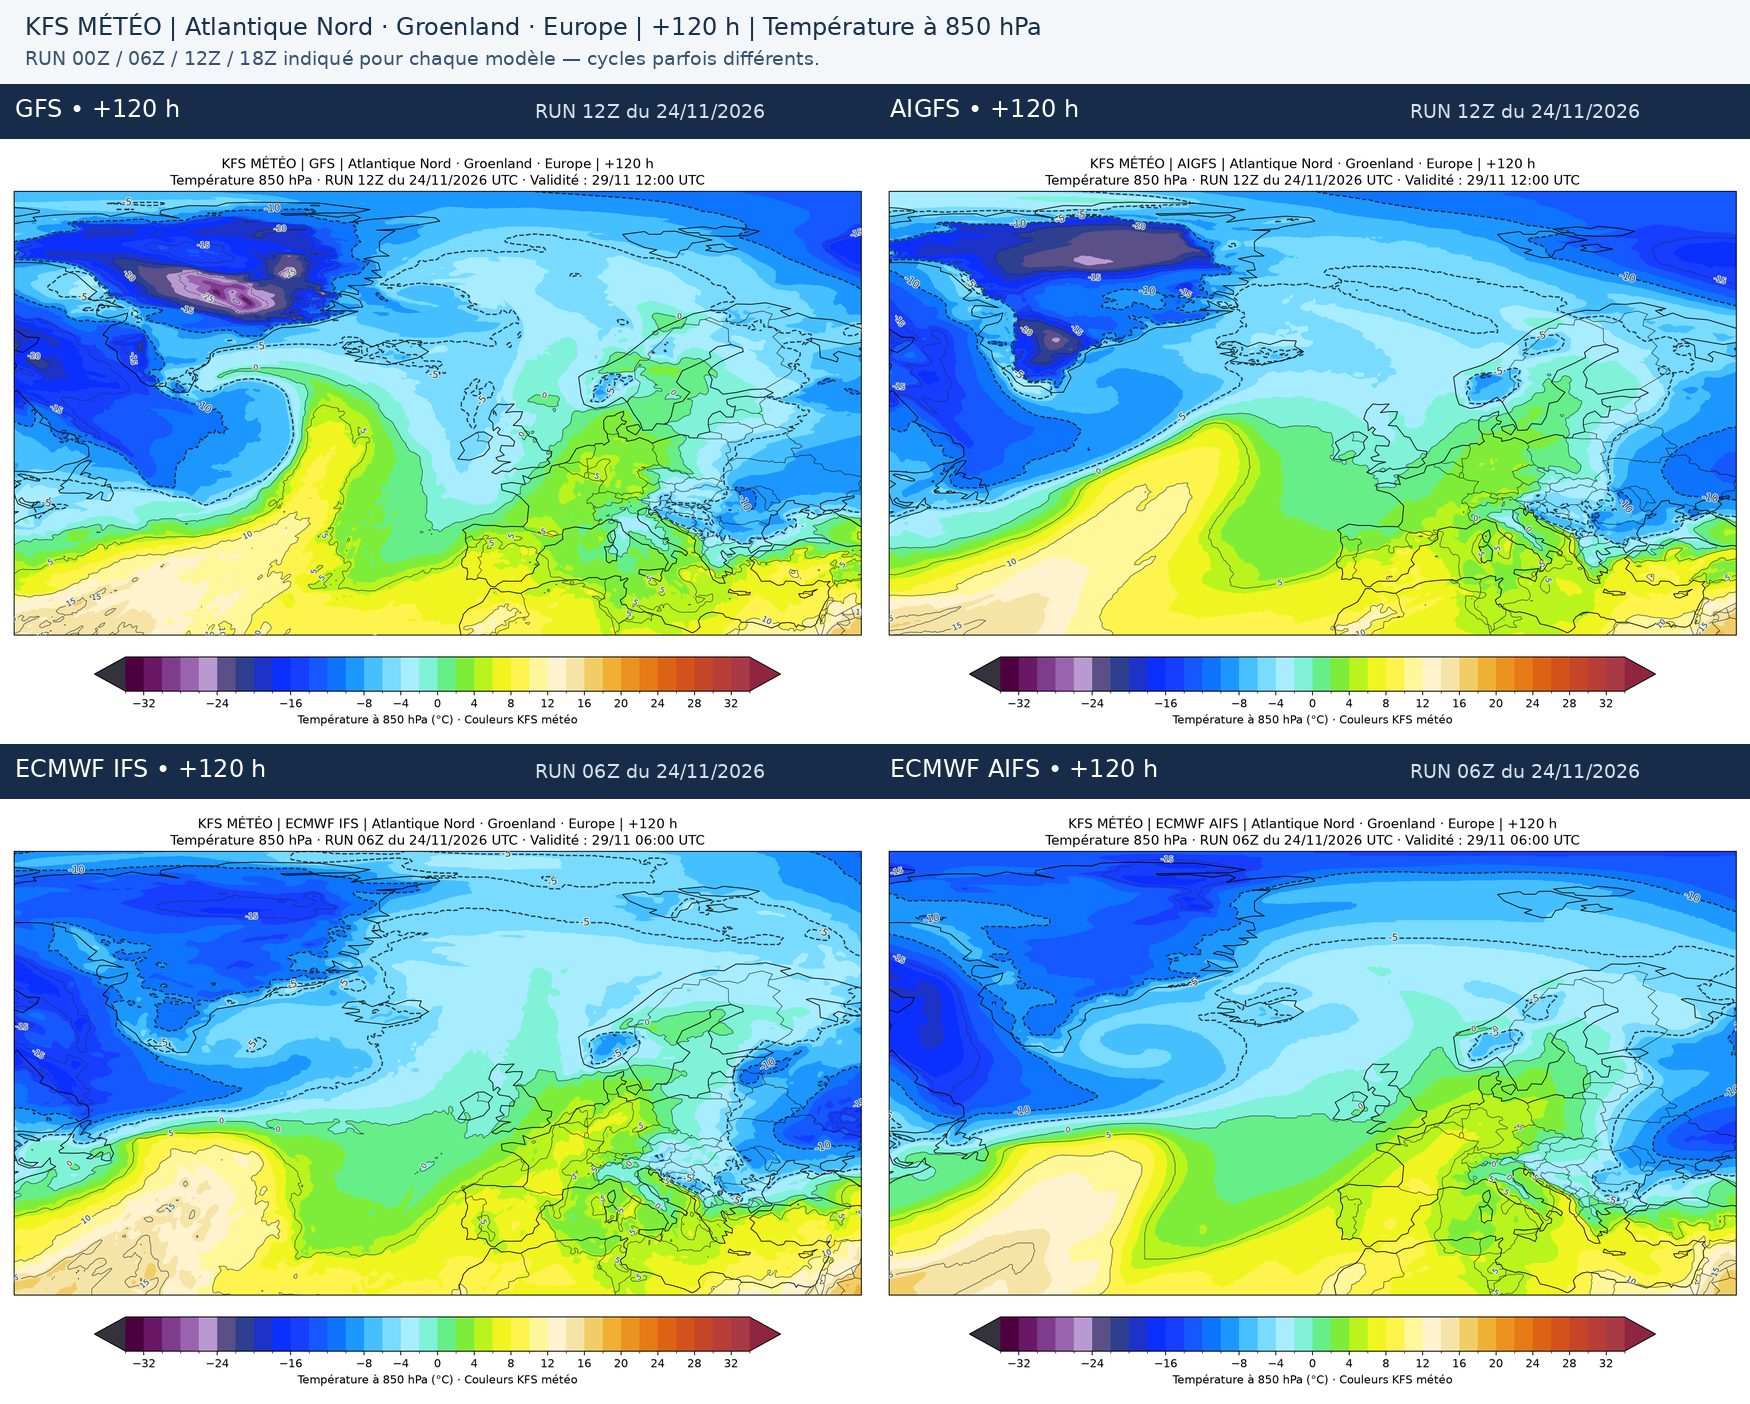 KFS MÉTÉO | Atlantique Nord · Groenland · Europe | +120 h | Température à 850 hPa
RUN 00Z / 06Z / 12Z / 18Z indiqué pour chaque modèle — cycles parfois différents.
GFS • +120 h
RUN 12Z du 24/11/2026
AIGFS • +120 h
RUN 12Z du 24/11/2026
KFS MÉTÉO | GFS | Atlantique Nord · Groenland · Europe | +120 h
Température 850 hPa · RUN 12Z du 24/11/2026 UTC · Validité : 29/11 12:00 UTC
KFS MÉTÉO | AIGFS | Atlantique Nord · Groenland · Europe | +120 h
Température 850 hPa · RUN 12Z du 24/11/2026 UTC · Validité : 29/11 12:00 UTC
−32 −24 −16 −8 −4 0 4 8 12 16 20 24 28 32
Température à 850 hPa (°C) · Couleurs KFS météo
−32 −24 −16 −8 −4 0 4 8 12 16 20 24 28 32
Température à 850 hPa (°C) · Couleurs KFS météo
ECMWF IFS • +120 h
RUN 06Z du 24/11/2026
ECMWF AIFS • +120 h
RUN 06Z du 24/11/2026
KFS MÉTÉO | ECMWF IFS | Atlantique Nord · Groenland · Europe | +120 h
Température 850 hPa · RUN 06Z du 24/11/2026 UTC · Validité : 29/11 06:00 UTC
KFS MÉTÉO | ECMWF AIFS | Atlantique Nord · Groenland · Europe | +120 h
Température 850 hPa · RUN 06Z du 24/11/2026 UTC · Validité : 29/11 06:00 UTC
−32 −24 −16 −8 −4 0 4 8 12 16 20 24 28 32
Température à 850 hPa (°C) · Couleurs KFS météo
−32 −24 −16 −8 −4 0 4 8 12 16 20 24 28 32
Température à 850 hPa (°C) · Couleurs KFS météo